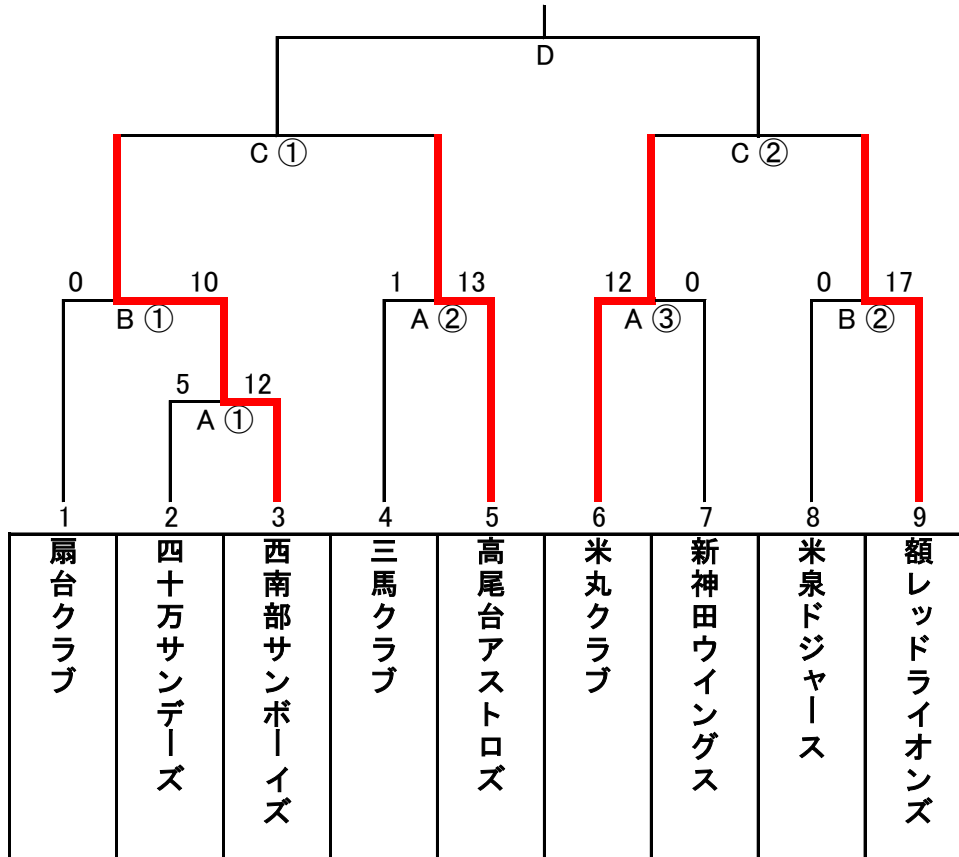 D
C ①
C ②
0 10
1 13
12 0
0 17
B ①
A ②
A ③
B ②
5 12
A ①
1 2 3 4 5 6 7 8 9
扇台クラブ
四十万サンデーズ
西南部サンボーイズ
三馬クラブ
高尾台アストロズ
米丸クラブ
新神田ウイングス
米泉ドジャース
額レッドライオンズ